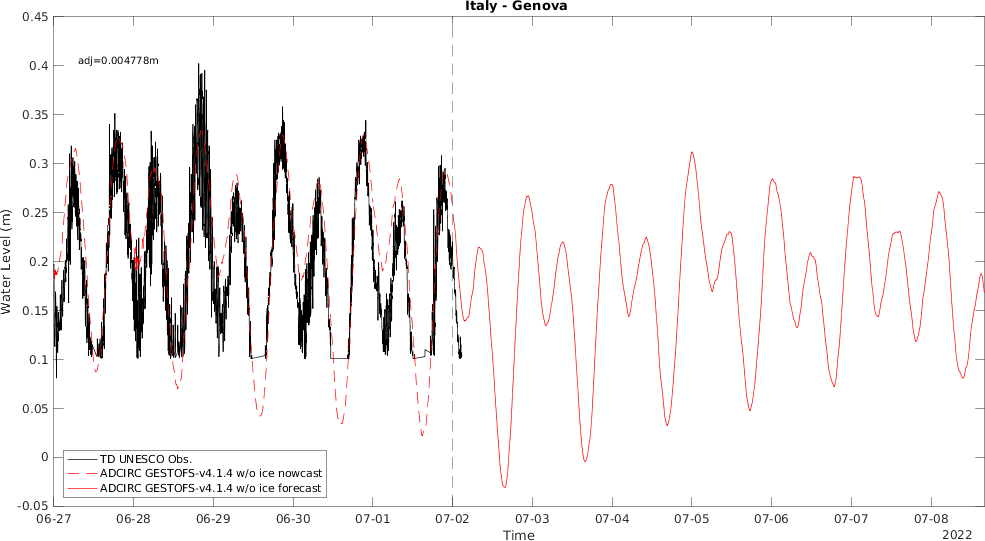 Italy - Genova
0.45
0.4
0.35
0.3
0.25
0.2
0.15
0.1
0.05
0
-0.05
Water Level (m)
adj=0.004778m
TD UNESCO Obs.
ADCIRC GESTOFS-v4.1.4 w/o ice nowcast
ADCIRC GESTOFS-v4.1.4 w/o ice forecast
06-27 06-28 06-29 06-30 07-01 07-02 07-03 07-04 07-05 07-06 07-07 07-08
Time
2022